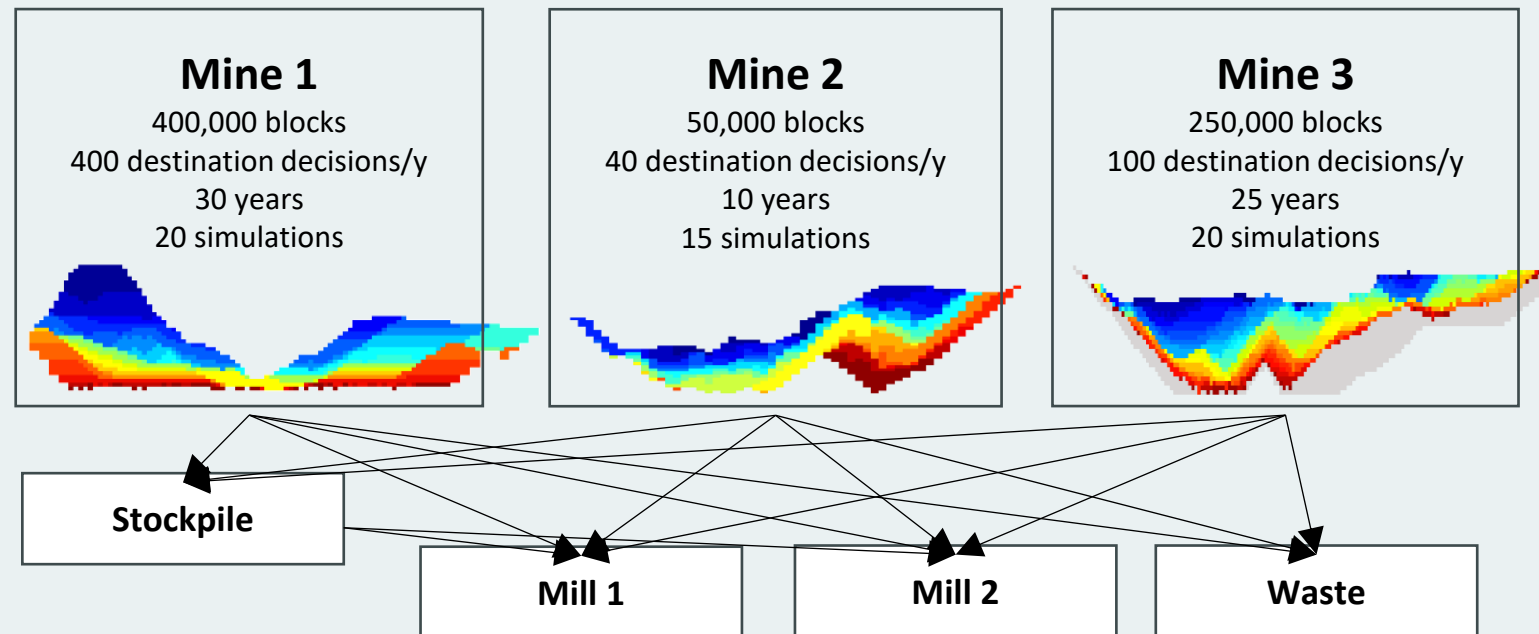 Mine 1
400,000 blocks
400 destination decisions/y
30 years
20 simulations
Mine 2
50,000 blocks
40 destination decisions/y
10 years
15 simulations
Mine 3
250,000 blocks
100 destination decisions/y
25 years
20 simulations
Stockpile
Mill 1
Mill 2
Waste